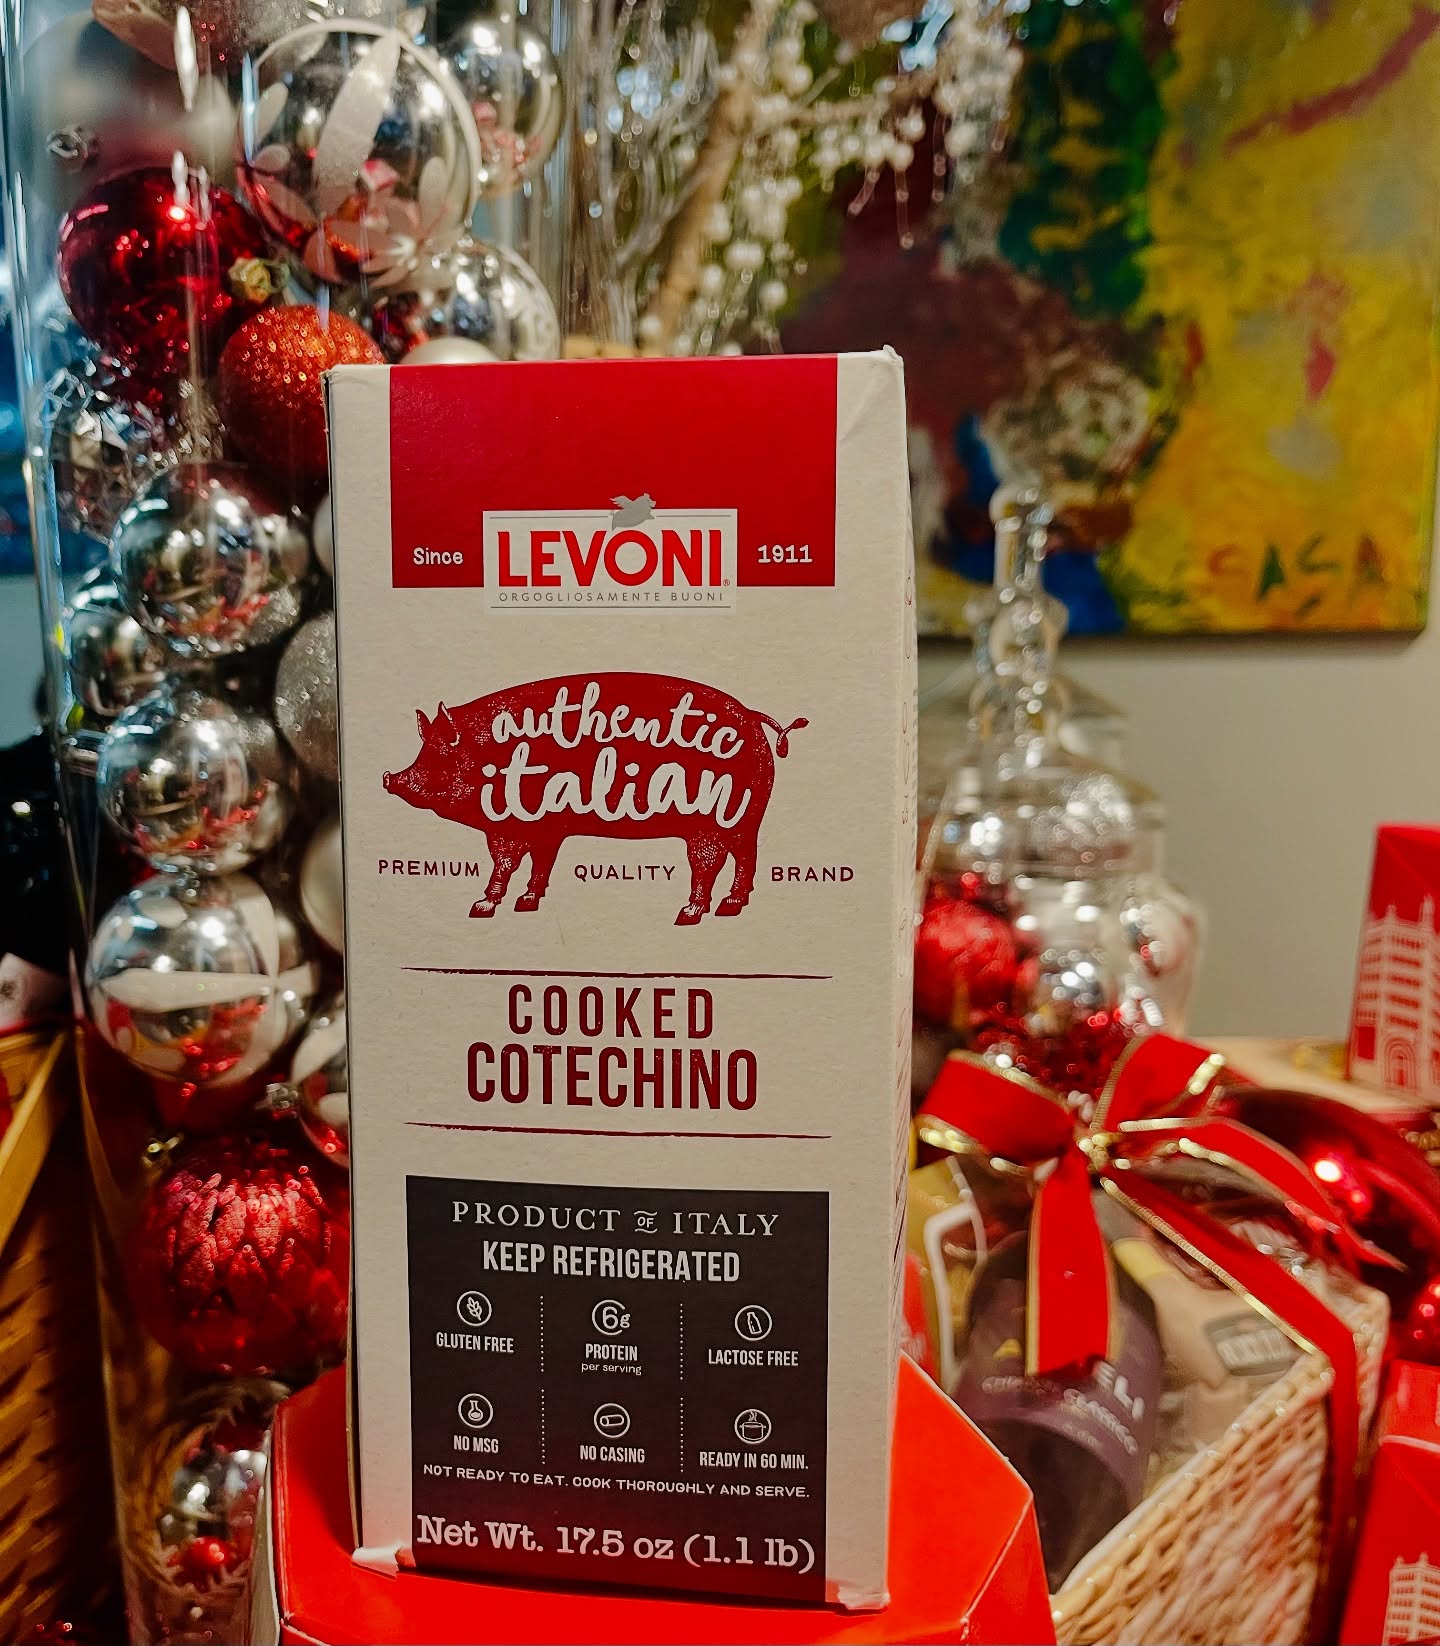 Since LEVONI® 1911
ORGOGLIOSAMENTE BUONI
authentic
italian
PREMIUM QUALITY BRAND
COOKED
COTECHINO
PRODUCT OF ITALY
KEEP REFRIGERATED
GLUTEN FREE
6g
PROTEIN
per serving
LACTOSE FREE
NO MSG
NO CASING
READY IN 60 MIN.
NOT READY TO EAT. COOK THOROUGHLY AND SERVE.
Net Wt. 17.5 oz (1.1 lb)
CASA